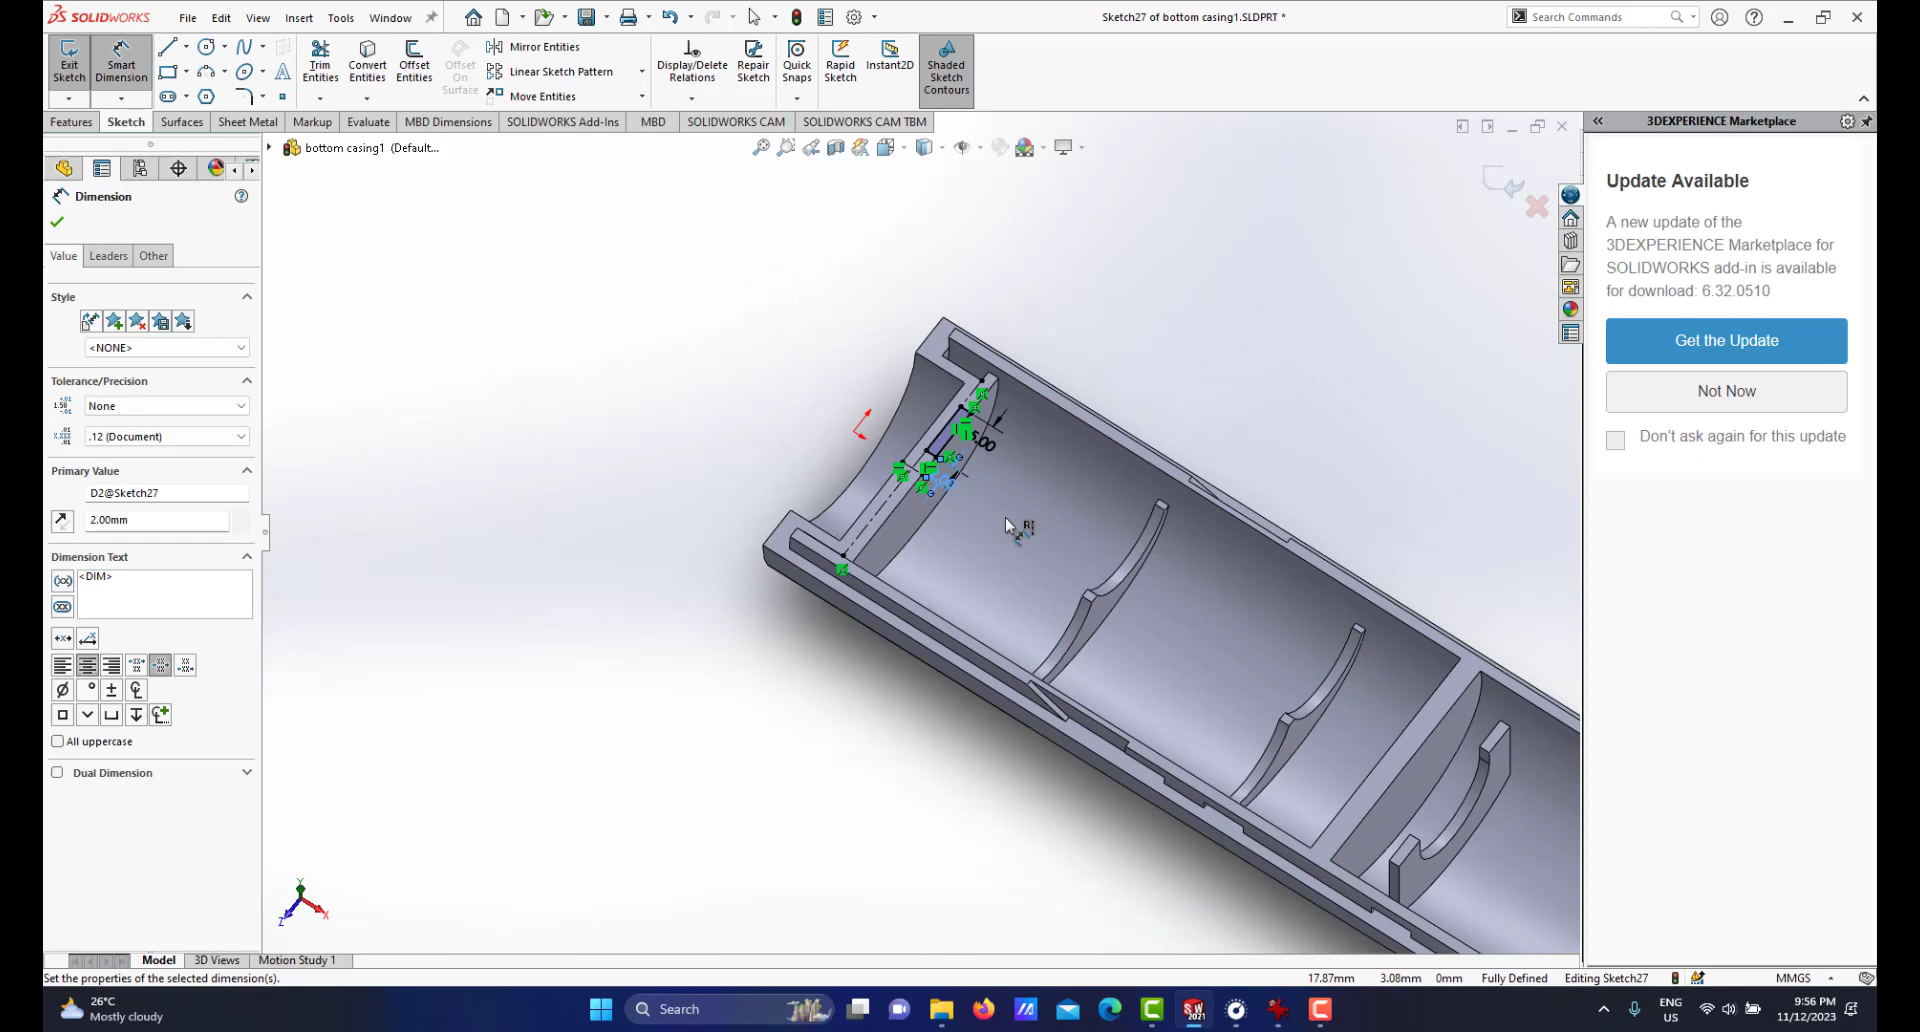 SOLIDWORKS File Edit View Insert Tools Window Sketch27 of bottom casing1.SLDPRT * Search Commands
Exit Sketch
Smart Dimension
Trim Entities
Convert Entities
Offset Entities
Offset On Surface
Mirror Entities
Linear Sketch Pattern
Move Entities
Display/Delete Relations
Repair Sketch
Quick Snaps
Rapid Sketch
Instant2D
Shaded Sketch Contours
Features Sketch Surfaces Sheet Metal Markup Evaluate MBD Dimensions SOLIDWORKS Add-Ins MBD SOLIDWORKS CAM SOLIDWORKS CAM TBM
3DEXPERIENCE Marketplace
bottom casing1 (Default...
Dimension
Value Leaders Other
Style
<NONE>
Tolerance/Precision
None
.12 (Document)
Primary Value
D2@Sketch27
2.00mm
Dimension Text
<DIM>
All uppercase
Dual Dimension
5.00
Update Available
A new update of the
3DEXPERIENCE Marketplace for
SOLIDWORKS add-in is available
for download: 6.32.0510
Get the Update
Not Now
Don't ask again for this update
Y
X
Z
Model 3D Views Motion Study 1
Set the properties of the selected dimension(s). 17.87mm 3.08mm 0mm Fully Defined Editing Sketch27 MMGS
26°C
Mostly cloudy
Search
SW
2021
ENG
US
9:56 PM
11/12/2023